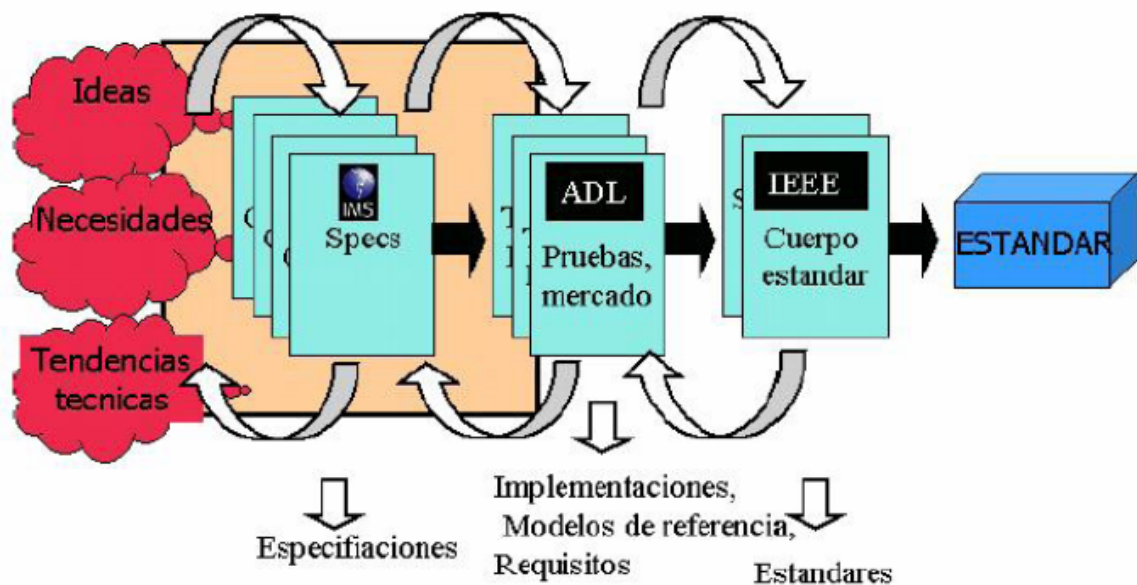 Ideas
Necesidades
Tendencias
tecnicas
IMS
Specs
ADL
Pruebas,
mercado
IEEE
Cuerpo
estandar
ESTANDAR
Especifiaciones
Implementaciones,
Modelos de referencia,
Requisitos
Estandares